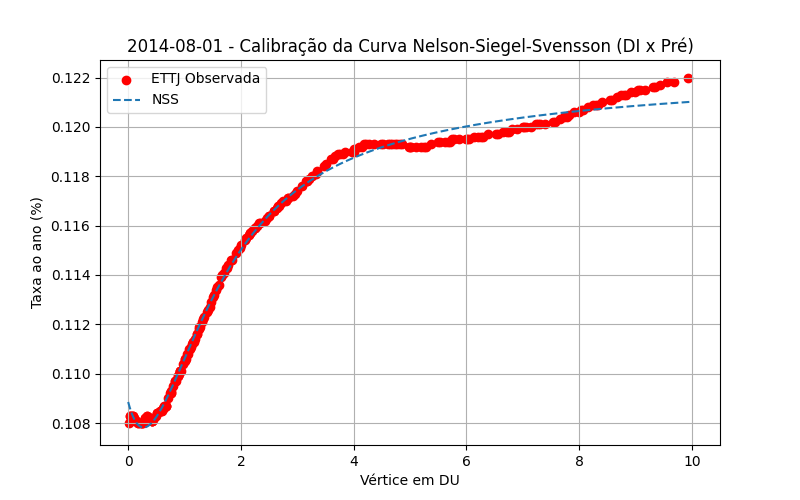 2014-08-01 - Calibração da Curva Nelson-Siegel-Svensson (DI x Pré)
ETTJ Observada
NSS
Taxa ao ano (%)
0.122
0.120
0.118
0.116
0.114
0.112
0.110
0.108
0 2 4 6 8 10
Vértice em DU